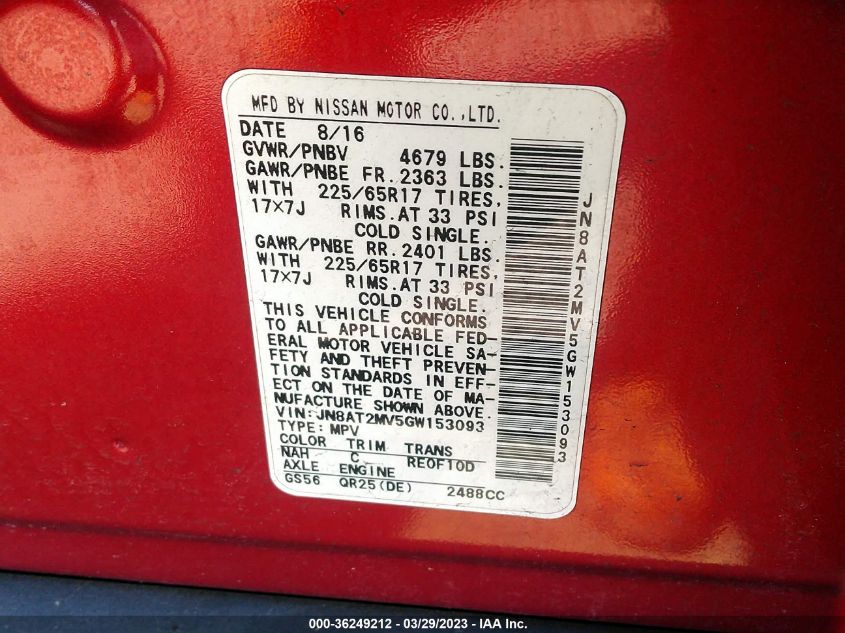 MFD BY NISSAN MOTOR CO.,LTD.
DATE 8/16
GVWR/PNBV 4679 LBS.
GAWR/PNBE FR. 2363 LBS.
WITH 225/65R17 TIRES,
17×7J RIMS. AT 33 PSI
COLD SINGLE.
GAWR/PNBE RR. 2401 LBS.
WITH 225/65R17 TIRES,
17×7J RIMS. AT 33 PSI
COLD SINGLE.
THIS VEHICLE CONFORMS
TO ALL APPLICABLE FED-
ERAL MOTOR VEHICLE SA-
FETY AND THEFT PREVEN-
TION STANDARDS IN EFF-
ECT ON THE DATE OF MA-
NUFACTURE SHOWN ABOVE.
VIN:JN8AT2MV5GW153093
TYPE: MPV
COLOR TRIM TRANS
NAH C RE0F10D
AXLE ENGINE
GS56 QR25(DE) 2488CC
JN8AT2MV5GW153093
000-36249212 - 03/29/2023 - IAA Inc.